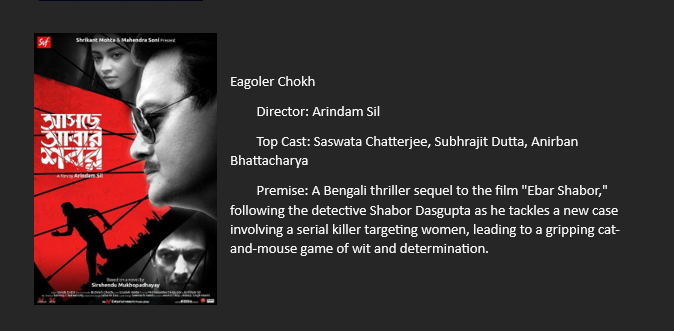 SVF
Shrikant Mohta & Mahendra Soni Present
আসছে
আবার
শবর
A film by Arindam Sil
Based on a novel by
Sirshendu Mukhopadhayay
Eagoler Chokh
Director: Arindam Sil
Top Cast: Saswata Chatterjee, Subhrajit Dutta, Anirban
Bhattacharya
Premise: A Bengali thriller sequel to the film "Ebar Shabor,"
following the detective Shabor Dasgupta as he tackles a new case
involving a serial killer targeting women, leading to a gripping cat-
and-mouse game of wit and determination.